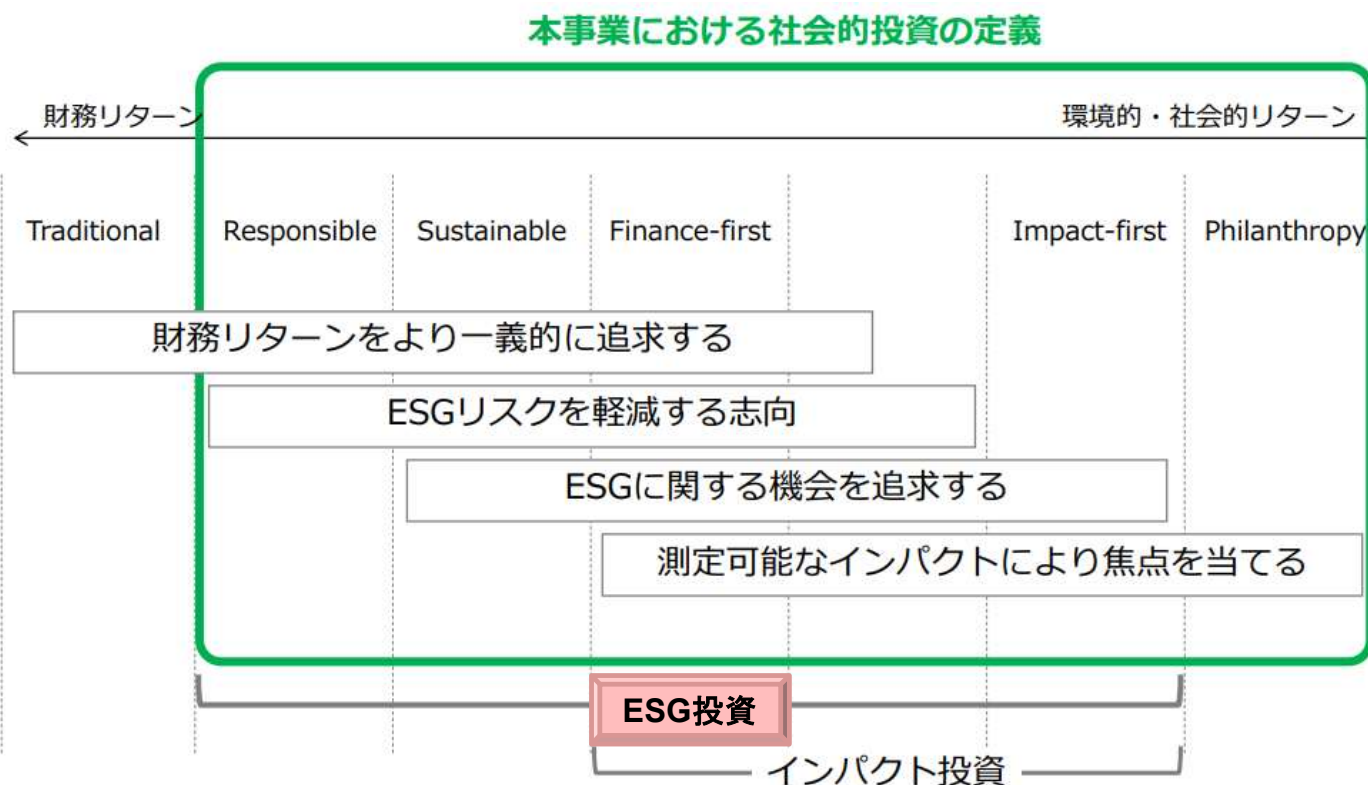 本事業における社会的投資の定義
財務リターン
環境的・社会的リターン
Traditional
Responsible
Sustainable
Finance-first
Impact-first
Philanthropy
財務リターンをより一義的に追求する
ESGリスクを軽減する志向
ESGに関する機会を追求する
測定可能なインパクトにより焦点を当てる
ESG投資
インパクト投資